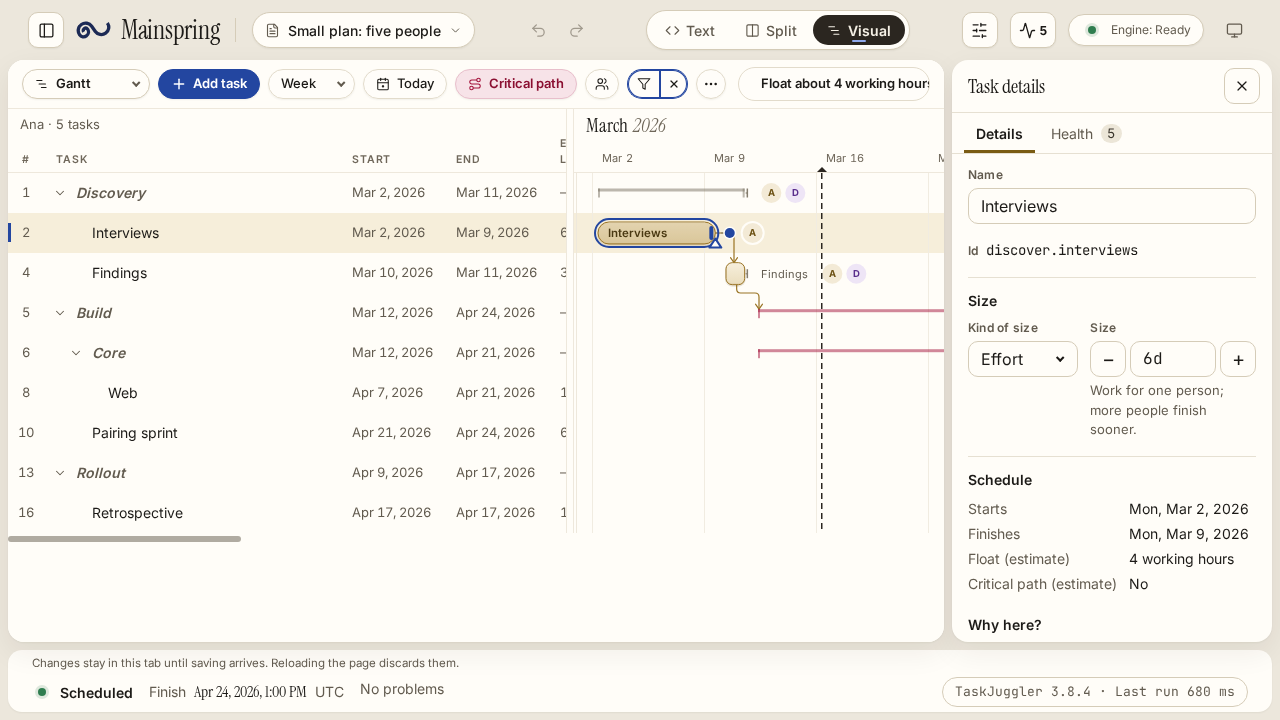 Mainspring
Small plan: five people
Text
Split
Visual
5
Engine: Ready
Gantt
Add task
Week
Today
Critical path
Float about 4 working hours
Ana · 5 tasks
# TASK START END
March 2026
Mar 2 Mar 9 Mar 16
1 Discovery Mar 2, 2026 Mar 11, 2026 –
A D
2 Interviews Mar 2, 2026 Mar 9, 2026 6
Interviews A
4 Findings Mar 10, 2026 Mar 11, 2026 3
Findings A D
5 Build Mar 12, 2026 Apr 24, 2026 –
6 Core Mar 12, 2026 Apr 21, 2026 –
8 Web Apr 7, 2026 Apr 21, 2026 1
10 Pairing sprint Apr 21, 2026 Apr 24, 2026 6
13 Rollout Apr 9, 2026 Apr 17, 2026 –
16 Retrospective Apr 17, 2026 Apr 17, 2026 1
Task details
Details
Health 5
Name
Interviews
Id discover.interviews
Size
Kind of size Size
Effort − 6d +
Work for one person;
more people finish
sooner.
Schedule
Starts Mon, Mar 2, 2026
Finishes Mon, Mar 9, 2026
Float (estimate) 4 working hours
Critical path (estimate) No
Why here?
Changes stay in this tab until saving arrives. Reloading the page discards them.
Scheduled Finish Apr 24, 2026, 1:00 PM UTC No problems
TaskJuggler 3.8.4 · Last run 680 ms